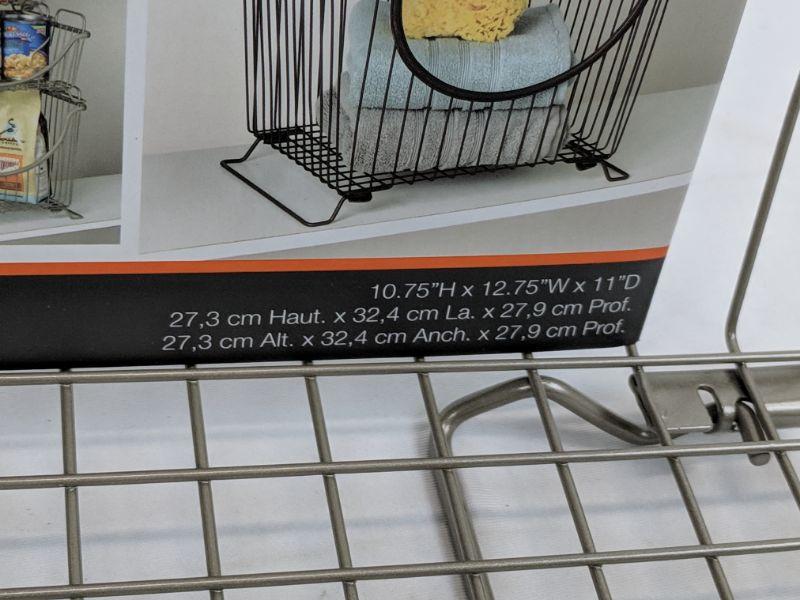 10.75”H x 12.75”W x 11”D
27,3 cm Haut. x 32,4 cm La. x 27,9 cm Prof.
27,3 cm Alt. x 32,4 cm Anch. x 27,9 cm Prof.